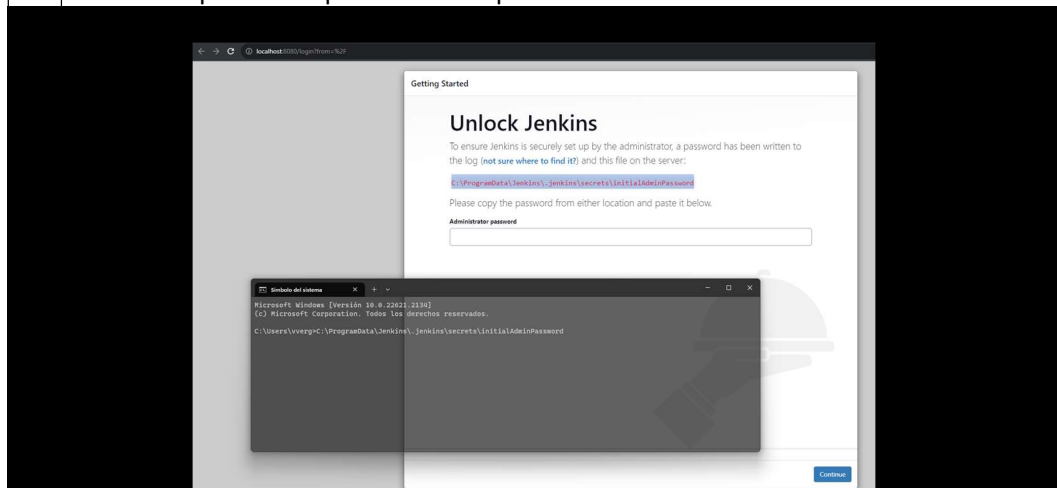 localhost:8080/login?from=%2F
Getting Started
Unlock Jenkins
To ensure Jenkins is securely set up by the administrator, a password has been written to
the log (not sure where to find it?) and this file on the server:
C:\ProgramData\Jenkins\.jenkins\secrets\initialAdminPassword
Please copy the password from either location and paste it below.
Administrator password
Símbolo del sistema
Microsoft Windows [Versión 10.0.22621.2134]
(c) Microsoft Corporation. Todos los derechos reservados.
C:\Users\vverg>C:\ProgramData\Jenkins\.jenkins\secrets\initialAdminPassword
Continue